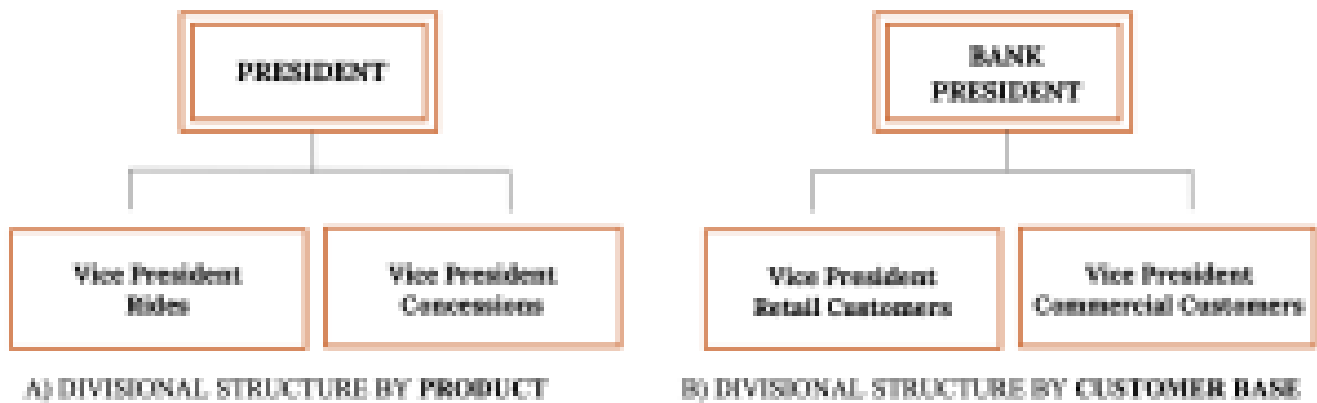 PRESIDENT
Vice President
Rides
Vice President
Concessions
A) DIVISIONAL STRUCTURE BY PRODUCT
BANK
PRESIDENT
Vice President
Retail Customers
Vice President
Commercial Customers
B) DIVISIONAL STRUCTURE BY CUSTOMER BASE